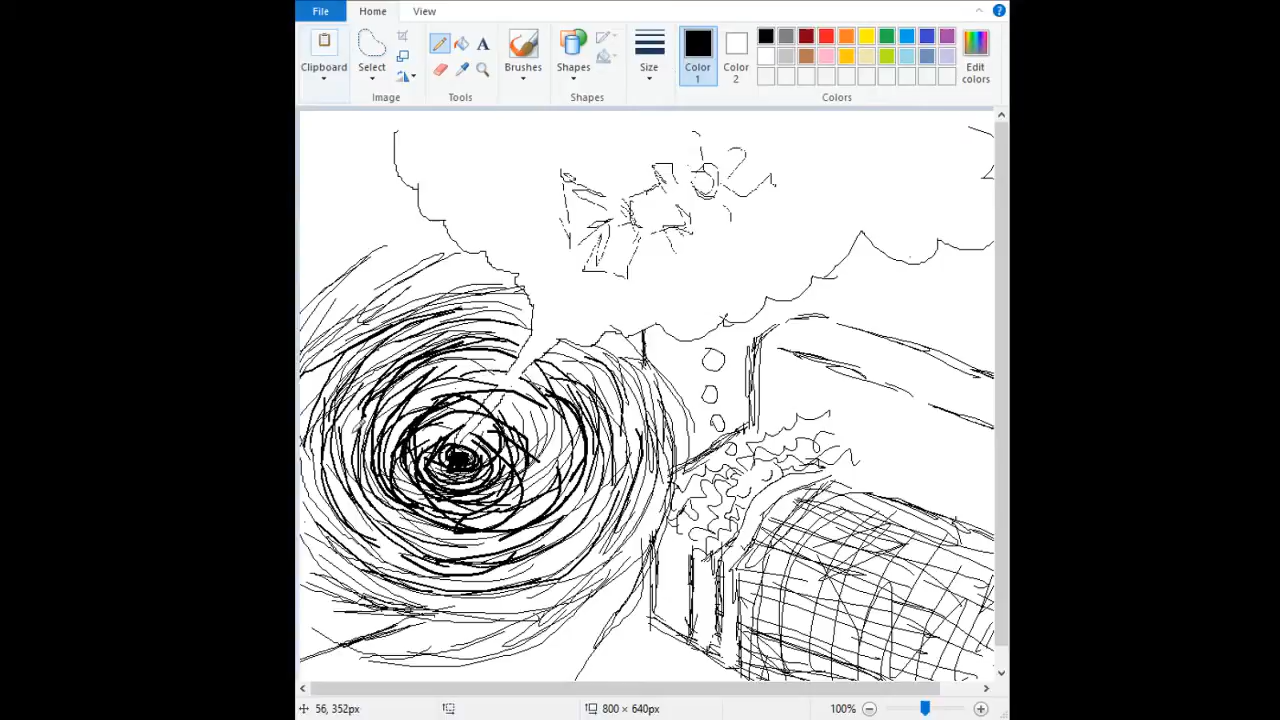 File Home View
Clipboard Select Brushes Shapes Size Color 1 Color 2 Edit colors
Image Tools Shapes Colors
56, 352px 800 × 640px 100%